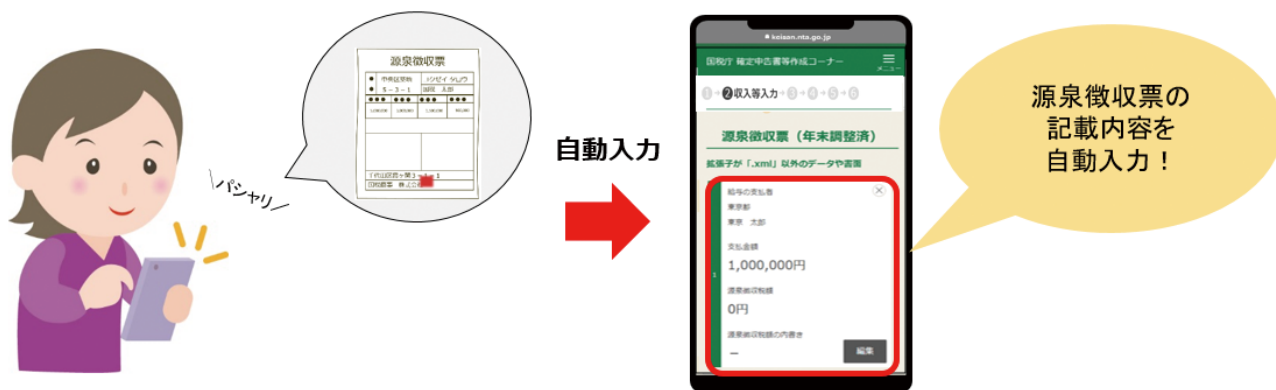 パシャリ
源泉徴収票
自動入力
keisan.nta.go.jp
国税庁 確定申告書等作成コーナー
メニュー
1 2 収入等入力 3 4 5 6
源泉徴収票（年末調整済）
拡張子が「.xml」以外のデータや書面
給与の支払者
東京都
東京 太郎
支払金額
1,000,000円
源泉徴収税額
0円
源泉徴収税額の内書き
－
編集
源泉徴収票の
記載内容を
自動入力！